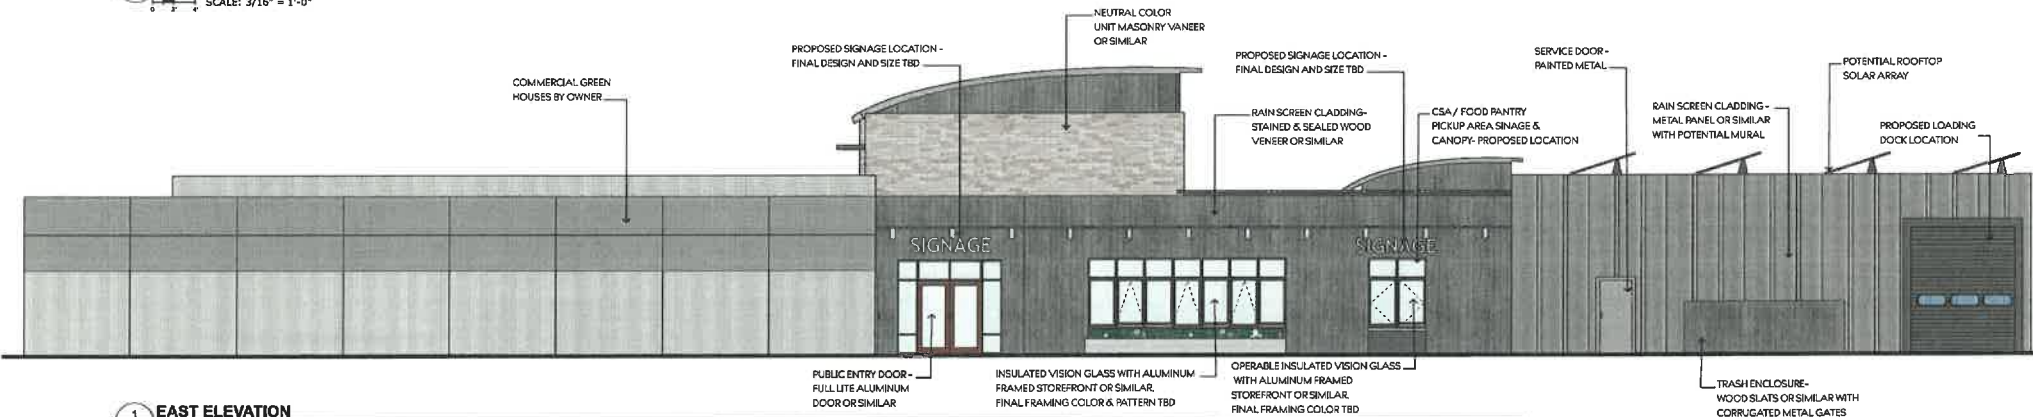 SCALE: 3/16" = 1'-0"
0 2' 4'
NEUTRAL COLOR
UNIT MASONRY VANEER
OR SIMILAR
PROPOSED SIGNAGE LOCATION -
FINAL DESIGN AND SIZE TBD
PROPOSED SIGNAGE LOCATION -
FINAL DESIGN AND SIZE TBD
SERVICE DOOR -
PAINTED METAL
POTENTIAL ROOFTOP
SOLAR ARRAY
COMMERCIAL GREEN
HOUSES BY OWNER
RAIN SCREEN CLADDING-
STAINED & SEALED WOOD
VENEER OR SIMILAR
CSA / FOOD PANTRY
PICKUP AREA SINAGE &
CANOPY- PROPOSED LOCATION
RAIN SCREEN CLADDING -
METAL PANEL OR SIMILAR
WITH POTENTIAL MURAL
PROPOSED LOADING
DOCK LOCATION
SIGNAGE
SIGNAGE
PUBLIC ENTRY DOOR -
FULL LITE ALUMINUM
DOOR OR SIMILAR
INSULATED VISION GLASS WITH ALUMINUM
FRAMED STOREFRONT OR SIMILAR.
FINAL FRAMING COLOR & PATTERN TBD
OPERABLE INSULATED VISION GLASS
WITH ALUMINUM FRAMED
STOREFRONT OR SIMILAR.
FINAL FRAMING COLOR TBD
TRASH ENCLOSURE-
WOOD SLATS OR SIMILAR WITH
CORRUGATED METAL GATES
1 EAST ELEVATION